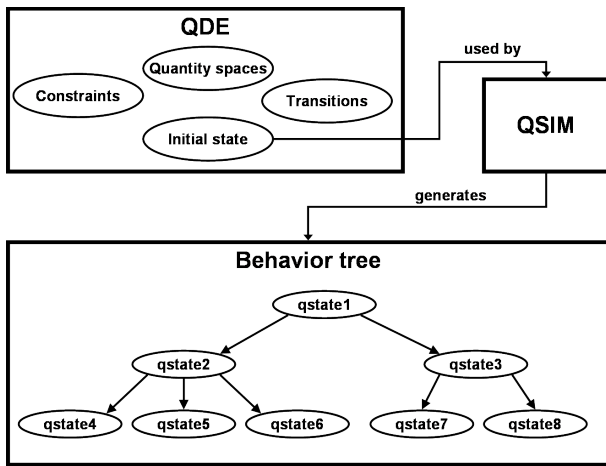 QDE
Quantity spaces
Constraints
Transitions
Initial state
used by
QSIM
generates
Behavior tree
qstate1
qstate2
qstate3
qstate4
qstate5
qstate6
qstate7
qstate8